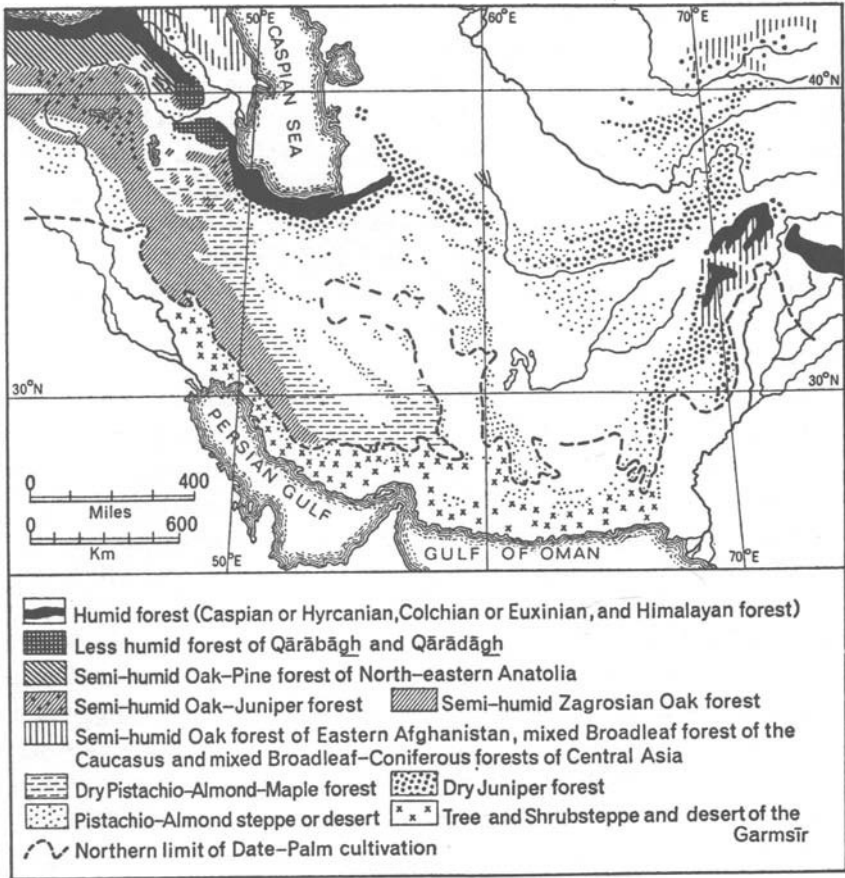 50°E
60°E
70°E
CASPIAN SEA
40°N
40°N
30°N
30°N
PERSIAN GULF
0 400
Miles
0 600
Km
50°E
GULF OF OMAN
60°E
70°E
Humid forest (Caspian or Hyrcanian, Colchian or Euxinian, and Himalayan forest)
Less humid forest of Qārābāgh and Qārādāgh
Semi-humid Oak-Pine forest of North-eastern Anatolia
Semi-humid Oak-Juniper forest
Semi-humid Zagrosian Oak forest
Semi-humid Oak forest of Eastern Afghanistan, mixed Broadleaf forest of the
Caucasus and mixed Broadleaf-Coniferous forests of Central Asia
Dry Pistachio-Almond-Maple forest
Dry Juniper forest
Pistachio-Almond steppe or desert
Tree and Shrubsteppe and desert of the
Garmsīr
Northern limit of Date-Palm cultivation